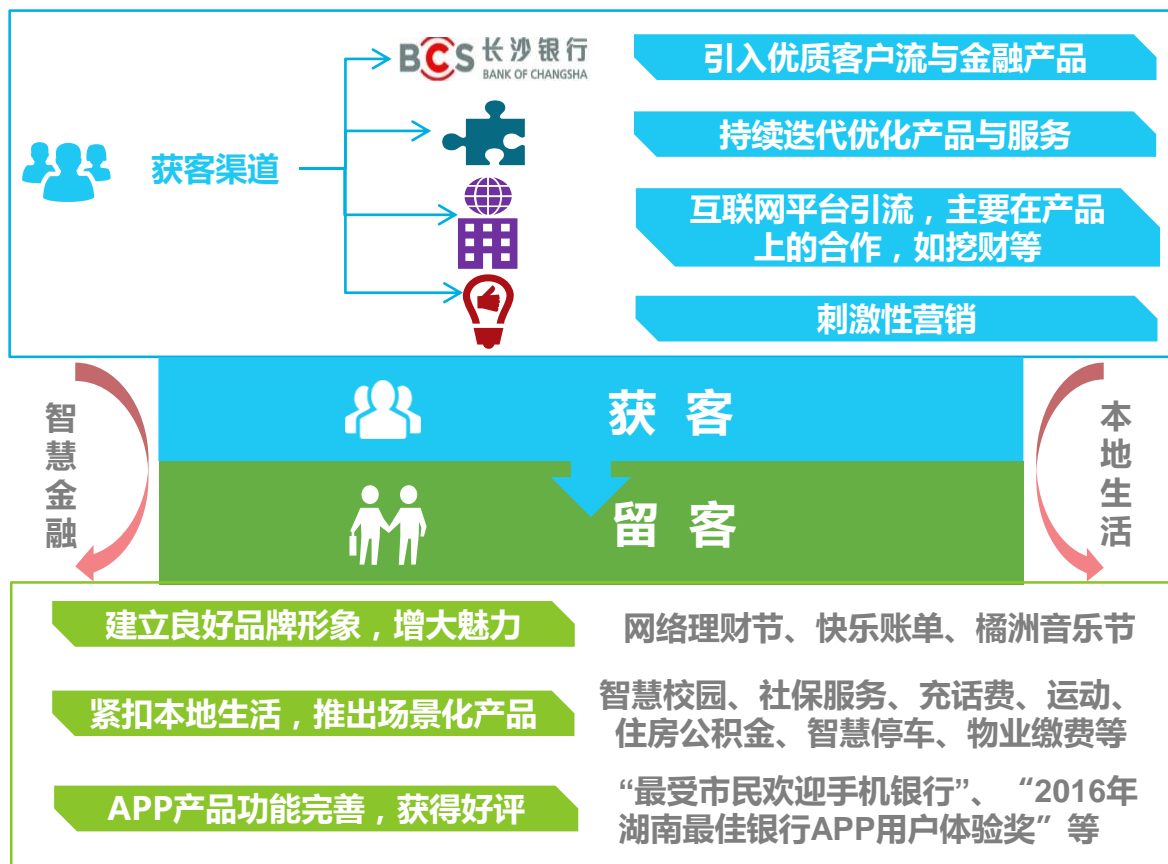 BCS 长沙银行
BANK OF CHANGSHA
引入优质客户流与金融产品
持续迭代优化产品与服务
获客渠道
互联网平台引流，主要在产品
上的合作，如挖财等
刺激性营销
智慧金融
获 客
留 客
本地生活
建立良好品牌形象，增大魅力
网络理财节、快乐账单、橘洲音乐节
紧扣本地生活，推出场景化产品
智慧校园、社保服务、充话费、运动、
住房公积金、智慧停车、物业缴费等
APP产品功能完善，获得好评
“最受市民欢迎手机银行”、“2016年
湖南最佳银行APP用户体验奖”等